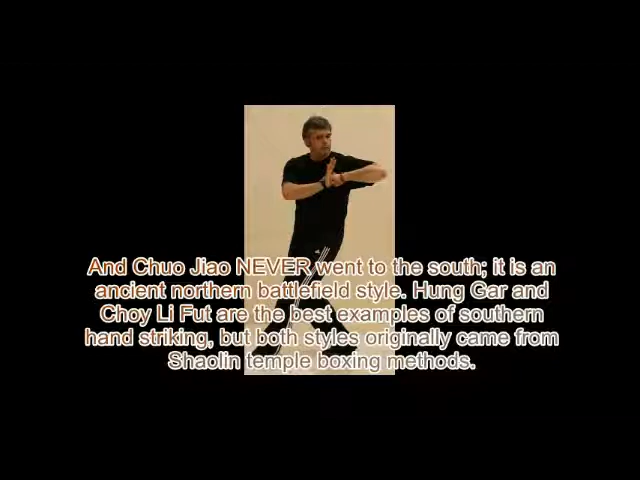 And Chuo Jiao NEVER went to the south; it is an
ancient northern battlefield style. Hung Gar and
Choy Li Fut are the best examples of southern
hand striking, but both styles originally came from
Shaolin temple boxing methods.